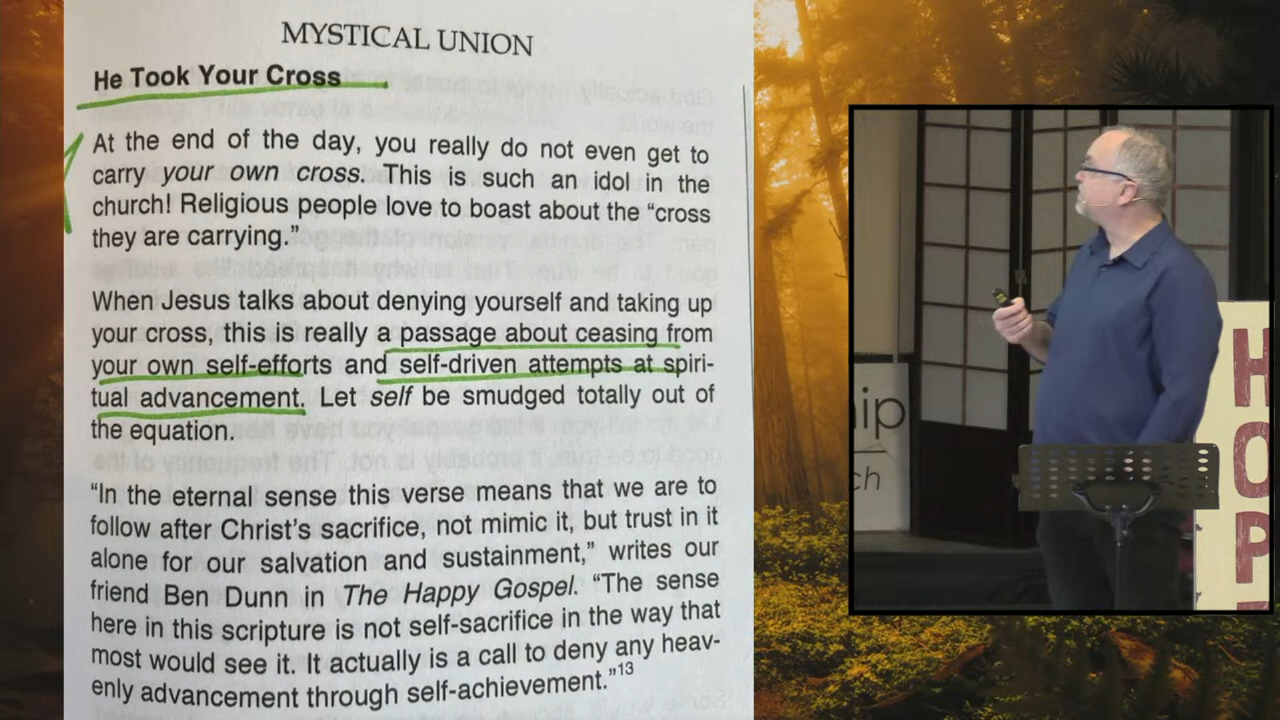 MYSTICAL UNION
He Took Your Cross
At the end of the day, you really do not even get to
carry your own cross. This is such an idol in the
church! Religious people love to boast about the “cross
they are carrying.”
When Jesus talks about denying yourself and taking up
your cross, this is really a passage about ceasing from
your own self-efforts and self-driven attempts at spiri-
tual advancement. Let self be smudged totally out of
the equation.
“In the eternal sense this verse means that we are to
follow after Christ’s sacrifice, not mimic it, but trust in it
alone for our salvation and sustainment,” writes our
friend Ben Dunn in The Happy Gospel. “The sense
here in this scripture is not self-sacrifice in the way that
most would see it. It actually is a call to deny any heav-
enly advancement through self-achievement.”13
hip
ch
HOP